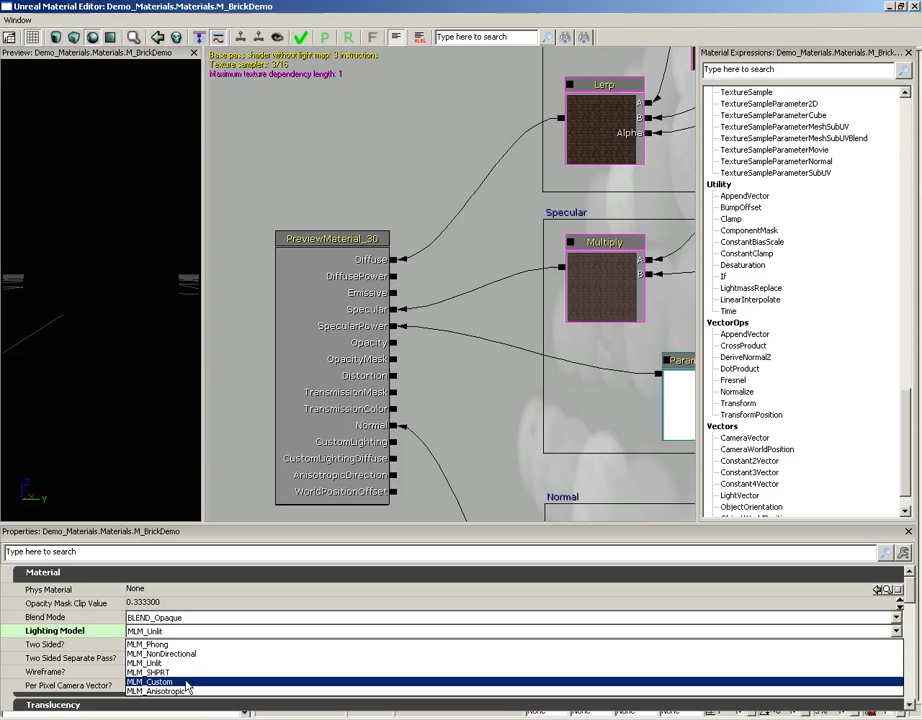 Unreal Material Editor: Demo_Materials.Materials.M_BrickDemo
Window
P
R
F
HLSL
Type here to search
Preview: Demo_Materials.Materials.M_BrickDemo
Base pass shader without light map: 3 instructions
Texture samplers: 3/16
Maximum texture dependency length: 1
Lerp
A
B
Alpha
Specular
Multiply
A
B
Param
Normal
PreviewMaterial_30
Diffuse
DiffusePower
Emissive
Specular
SpecularPower
Opacity
OpacityMask
Distortion
TransmissionMask
TransmissionColor
Normal
CustomLighting
CustomLightingDiffuse
AnisotropicDirection
WorldPositionOffset
Z
X
Y
Material Expressions: Demo_Materials.Materials.M_Brick...
Type here to search
TextureSample
TextureSampleParameter2D
TextureSampleParameterCube
TextureSampleParameterMeshSubUV
TextureSampleParameterMeshSubUVBlend
TextureSampleParameterMovie
TextureSampleParameterNormal
TextureSampleParameterSubUV
Utility
AppendVector
BumpOffset
Clamp
ComponentMask
ConstantBiasScale
ConstantClamp
Desaturation
If
LightmassReplace
LinearInterpolate
Time
VectorOps
AppendVector
CrossProduct
DeriveNormalZ
DotProduct
Fresnel
Normalize
Transform
TransformPosition
Vectors
CameraVector
CameraWorldPosition
Constant2Vector
Constant3Vector
Constant4Vector
LightVector
ObjectOrientation
Properties: Demo_Materials.Materials.M_BrickDemo
Type here to search
Material
Phys Material None
Opacity Mask Clip Value 0.333300
Blend Mode BLEND_Opaque
Lighting Model MLM_Unlit
Two Sided? MLM_Phong
MLM_NonDirectional
Two Sided Separate Pass? MLM_Unlit
Wireframe? MLM_SHPRT
Per Pixel Camera Vector? MLM_Custom
MLM_Anisotropic
Translucency